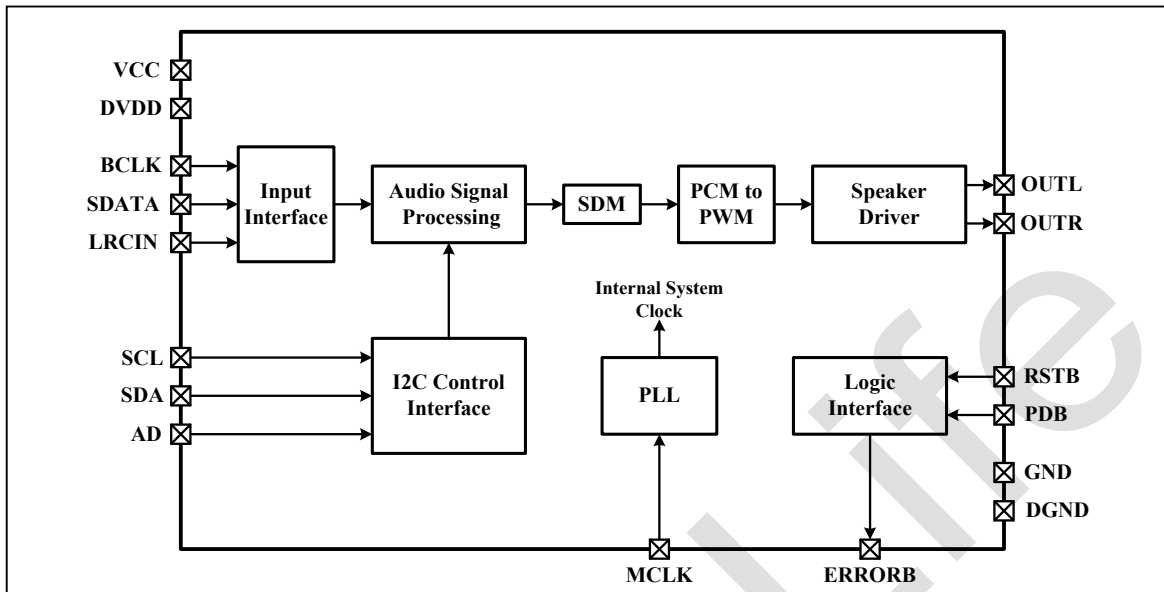 VCC
DVDD
BCLK
SDATA
LRCIN
Input
Interface
Audio Signal
Processing
SDM
PCM to
PWM
Speaker
Driver
OUTL
OUTR
Internal System
Clock
SCL
SDA
AD
I2C Control
Interface
PLL
Logic
Interface
RSTB
PDB
GND
DGND
MCLK
ERRORB
Life